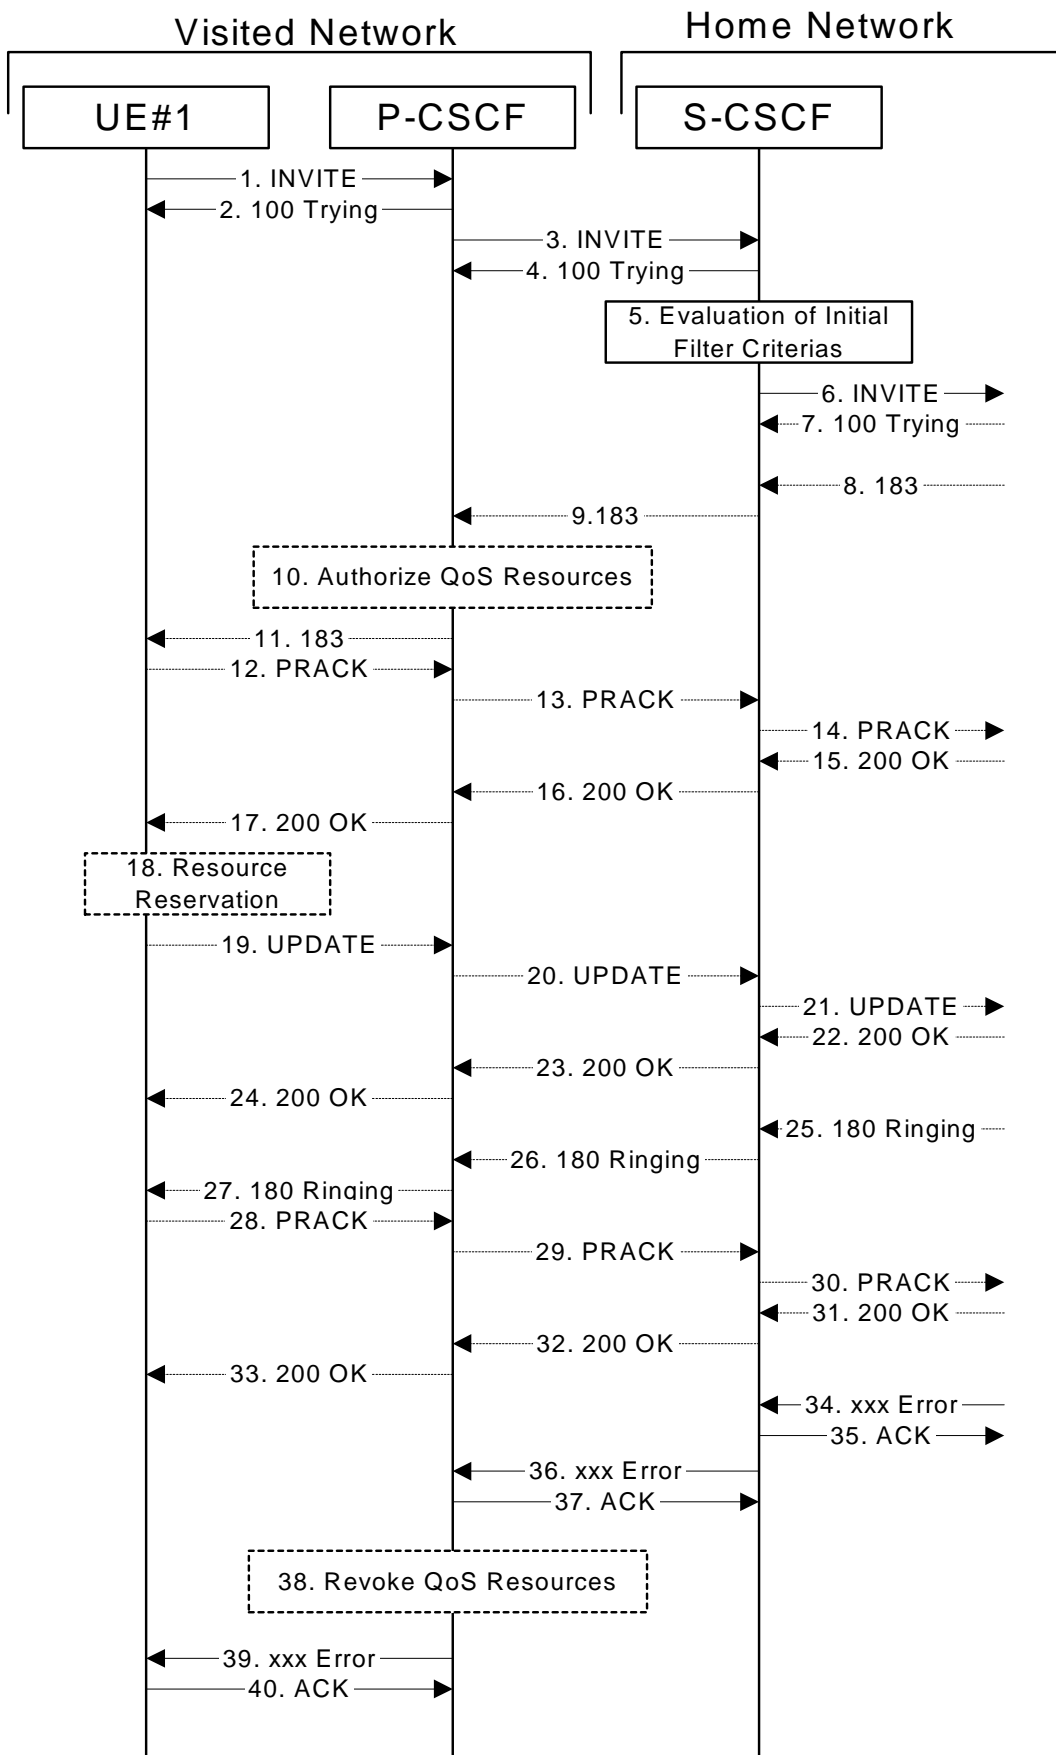 Visited Network
Home Network
UE#1
P-CSCF
S-CSCF
1. INVITE
2. 100 Trying
3. INVITE
4. 100 Trying
5. Evaluation of Initial
Filter Criterias
6. INVITE
7. 100 Trying
8. 183
9.183
10. Authorize QoS Resources
11. 183
12. PRACK
13. PRACK
14. PRACK
15. 200 OK
16. 200 OK
17. 200 OK
18. Resource
Reservation
19. UPDATE
20. UPDATE
21. UPDATE
22. 200 OK
23. 200 OK
24. 200 OK
25. 180 Ringing
26. 180 Ringing
27. 180 Ringing
28. PRACK
29. PRACK
30. PRACK
31. 200 OK
32. 200 OK
33. 200 OK
34. xxx Error
35. ACK
36. xxx Error
37. ACK
38. Revoke QoS Resources
39. xxx Error
40. ACK